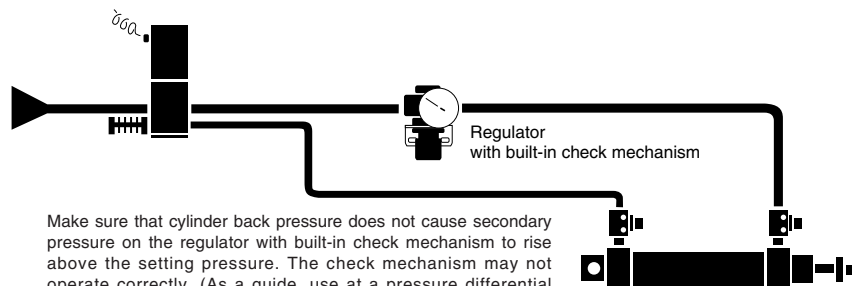 Regulator
with built-in check mechanism
Make sure that cylinder back pressure does not cause secondary
pressure on the regulator with built-in check mechanism to rise
above the setting pressure. The check mechanism may not
operate correctly. (As a guide, use at a pressure differential